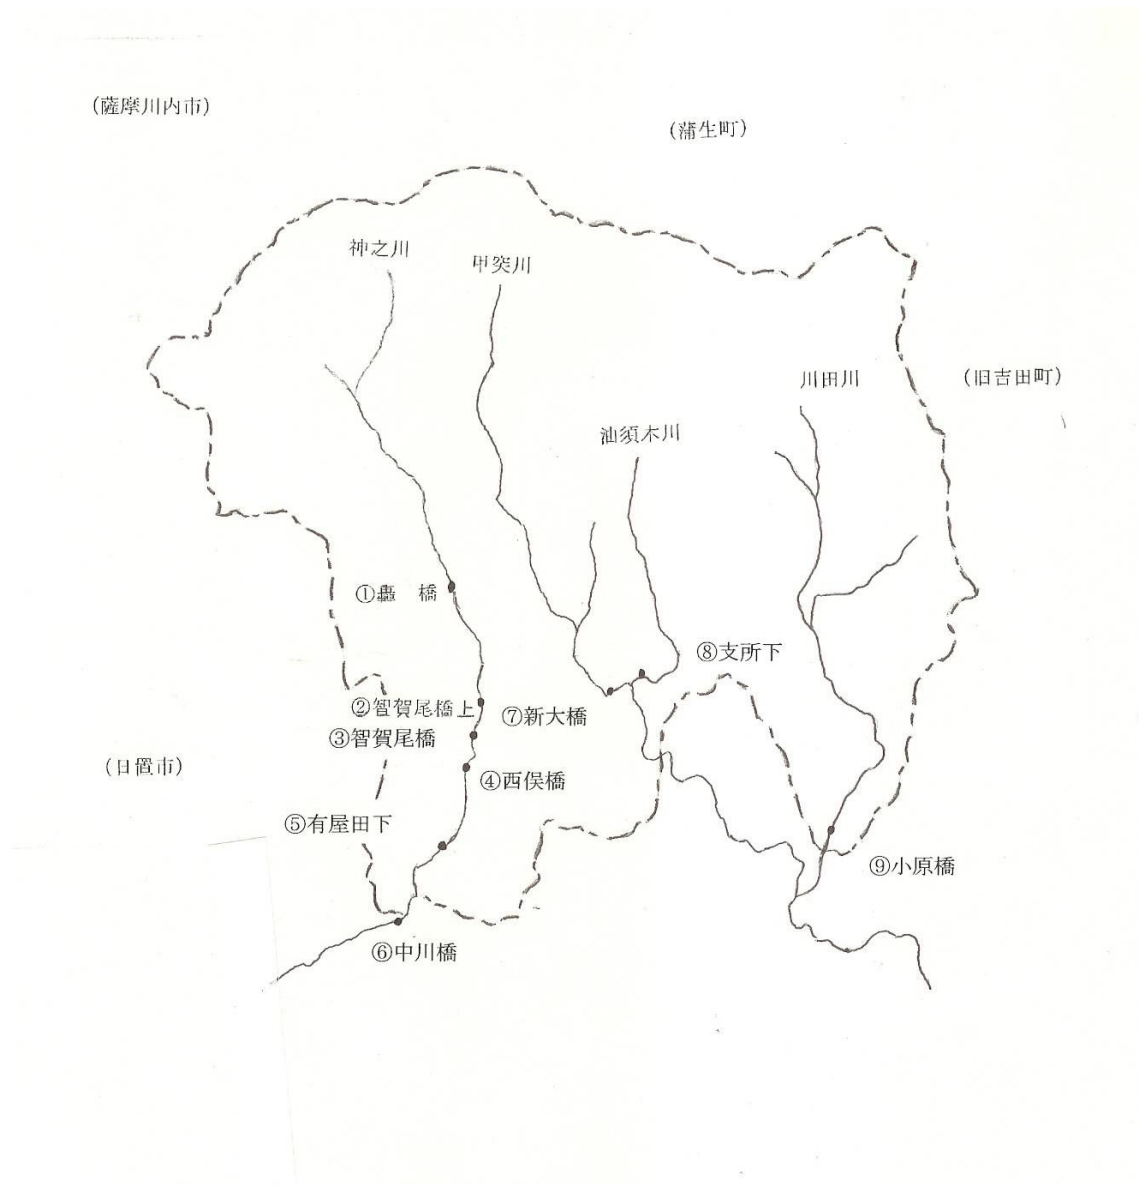 (薩摩川内市)
(蒲生町)
神之川
甲突川
川田川
(旧吉田町)
油須木川
①轟　橋
⑧支所下
②智賀尾橋上
⑦新大橋
③智賀尾橋
(日置市)
④西俣橋
⑤有屋田下
⑨小原橋
⑥中川橋